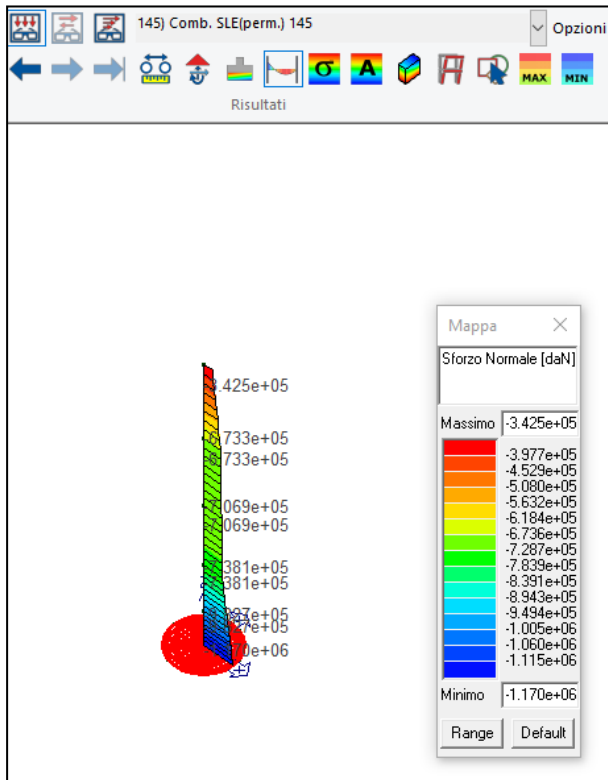 145) Comb. SLE(perm.) 145
Opzioni
σ A MAX MIN
Risultati
Mappa
Sforzo Normale [daN]
Massimo -3.425e+05
-3.977e+05
-4.529e+05
-5.080e+05
-5.632e+05
-6.184e+05
-6.736e+05
-7.287e+05
-7.839e+05
-8.391e+05
-8.943e+05
-9.494e+05
-1.005e+06
-1.060e+06
-1.115e+06
Minimo -1.170e+06
Range Default
-3.425e+05
-6.733e+05
-6.733e+05
-7.069e+05
-7.069e+05
-7.381e+05
-7.381e+05